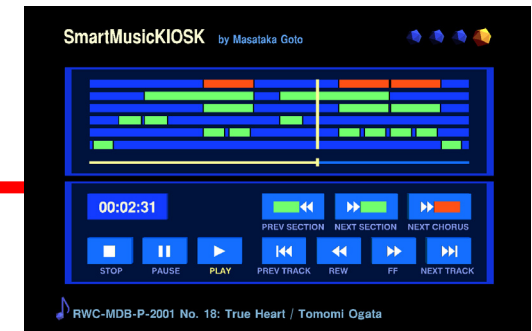 SmartMusicKIOSK by Masataka Goto
00:02:31
PREV SECTION NEXT SECTION NEXT CHORUS
STOP PAUSE PLAY PREV TRACK REW FF NEXT TRACK
RWC-MDB-P-2001 No. 18: True Heart / Tomomi Ogata